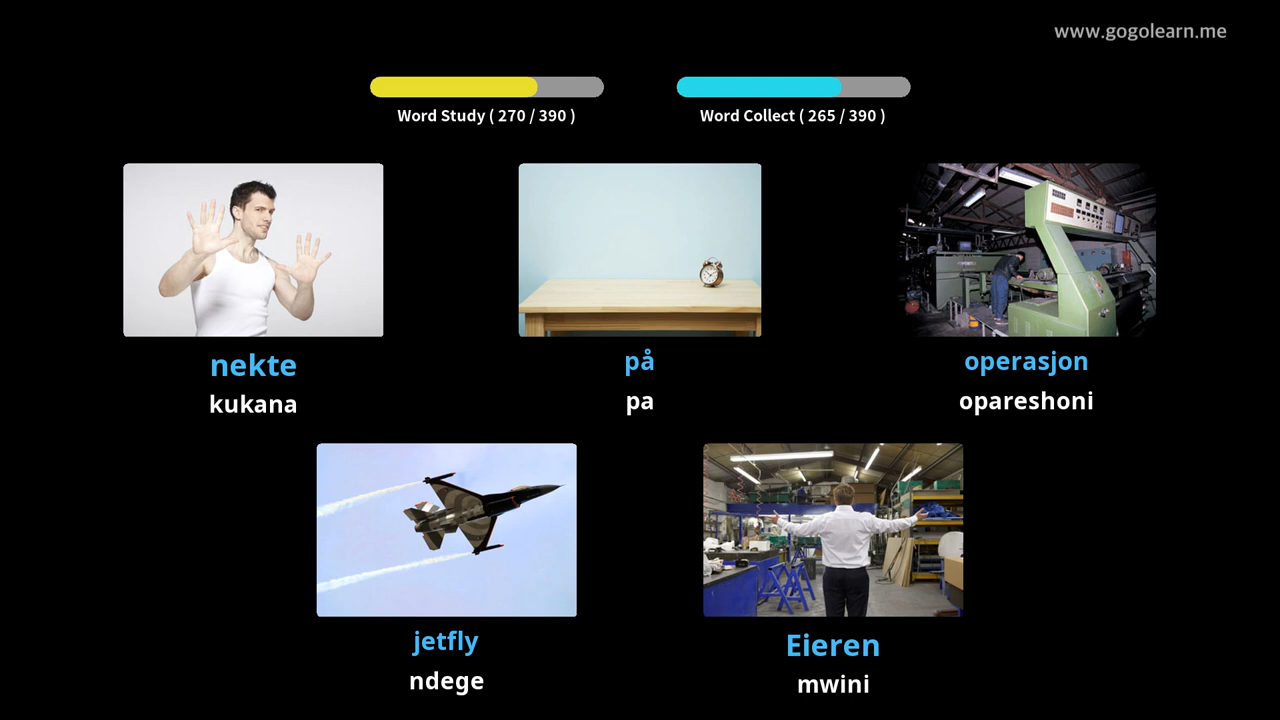 www.gogolearn.me
Word Study ( 270 / 390 )
Word Collect ( 265 / 390 )
nekte
kukana
på
pa
operasjon
opareshoni
jetfly
ndege
Eieren
mwini